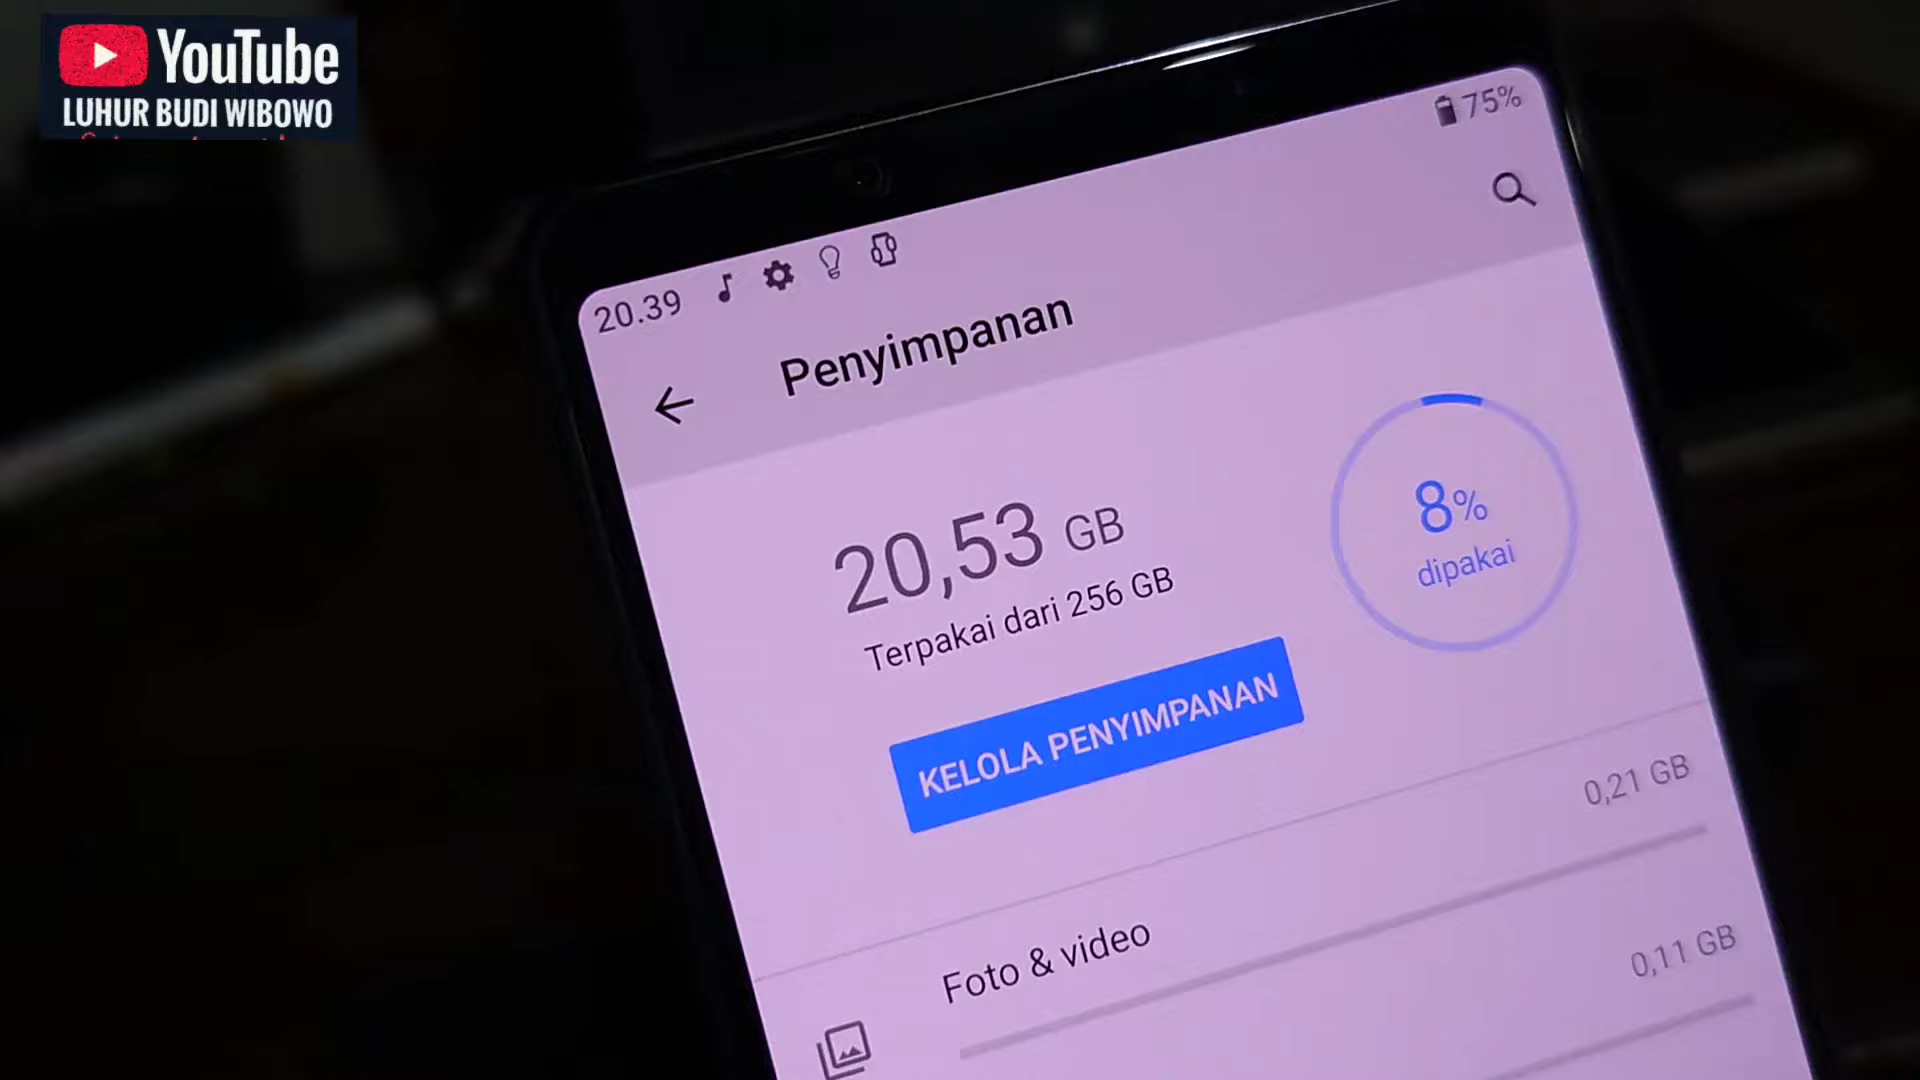 YouTube
LUHUR BUDI WIBOWO
75%
20.39
Penyimpanan
20,53 GB
Terpakai dari 256 GB
8%
dipakai
KELOLA PENYIMPANAN
0,21 GB
Foto & video
0,11 GB